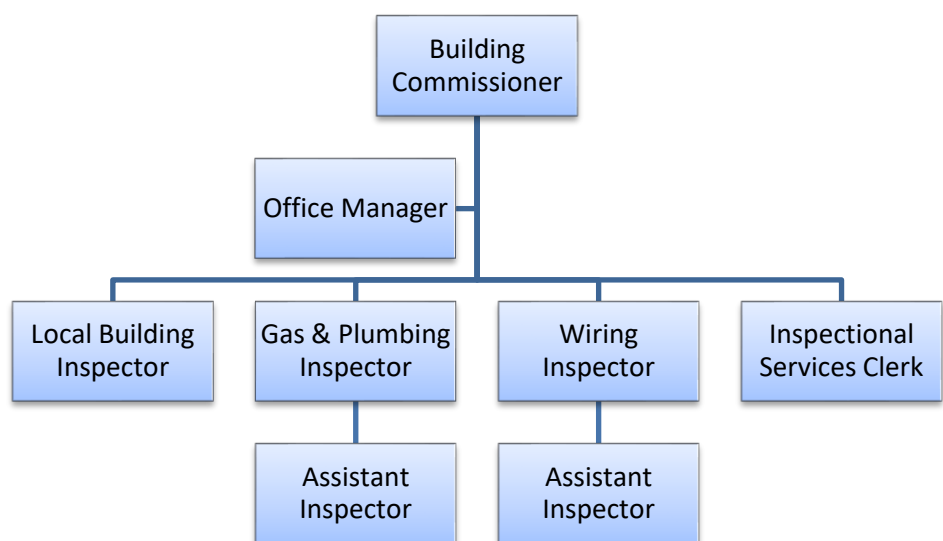 Building
Commissioner
Office Manager
Local Building
Inspector
Gas & Plumbing
Inspector
Wiring
Inspector
Inspectional
Services Clerk
Assistant
Inspector
Assistant
Inspector